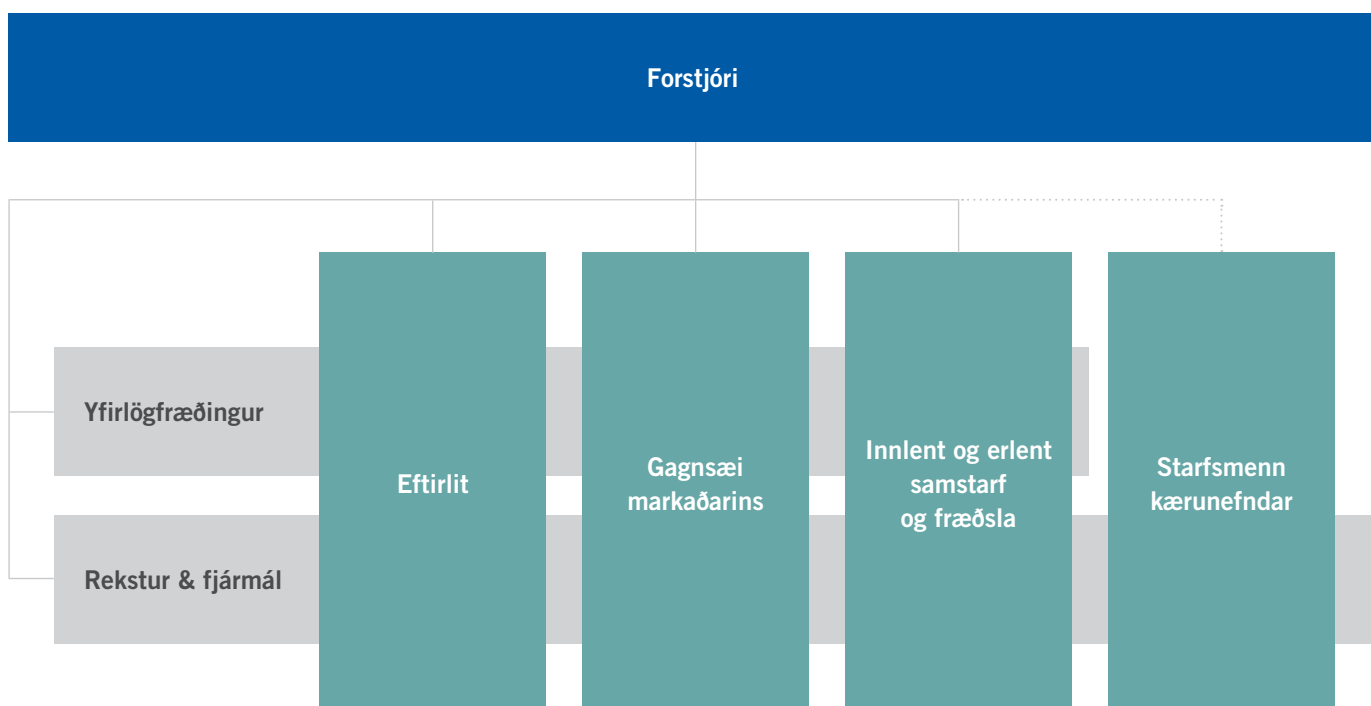 Forstjóri
Yfirlögfræðingur
Rekstur & fjármál
Eftirlit
Gagnsæi
markaðarins
Innlent og erlent
samstarf
og fræðsla
Starfsmenn
kærunefndar